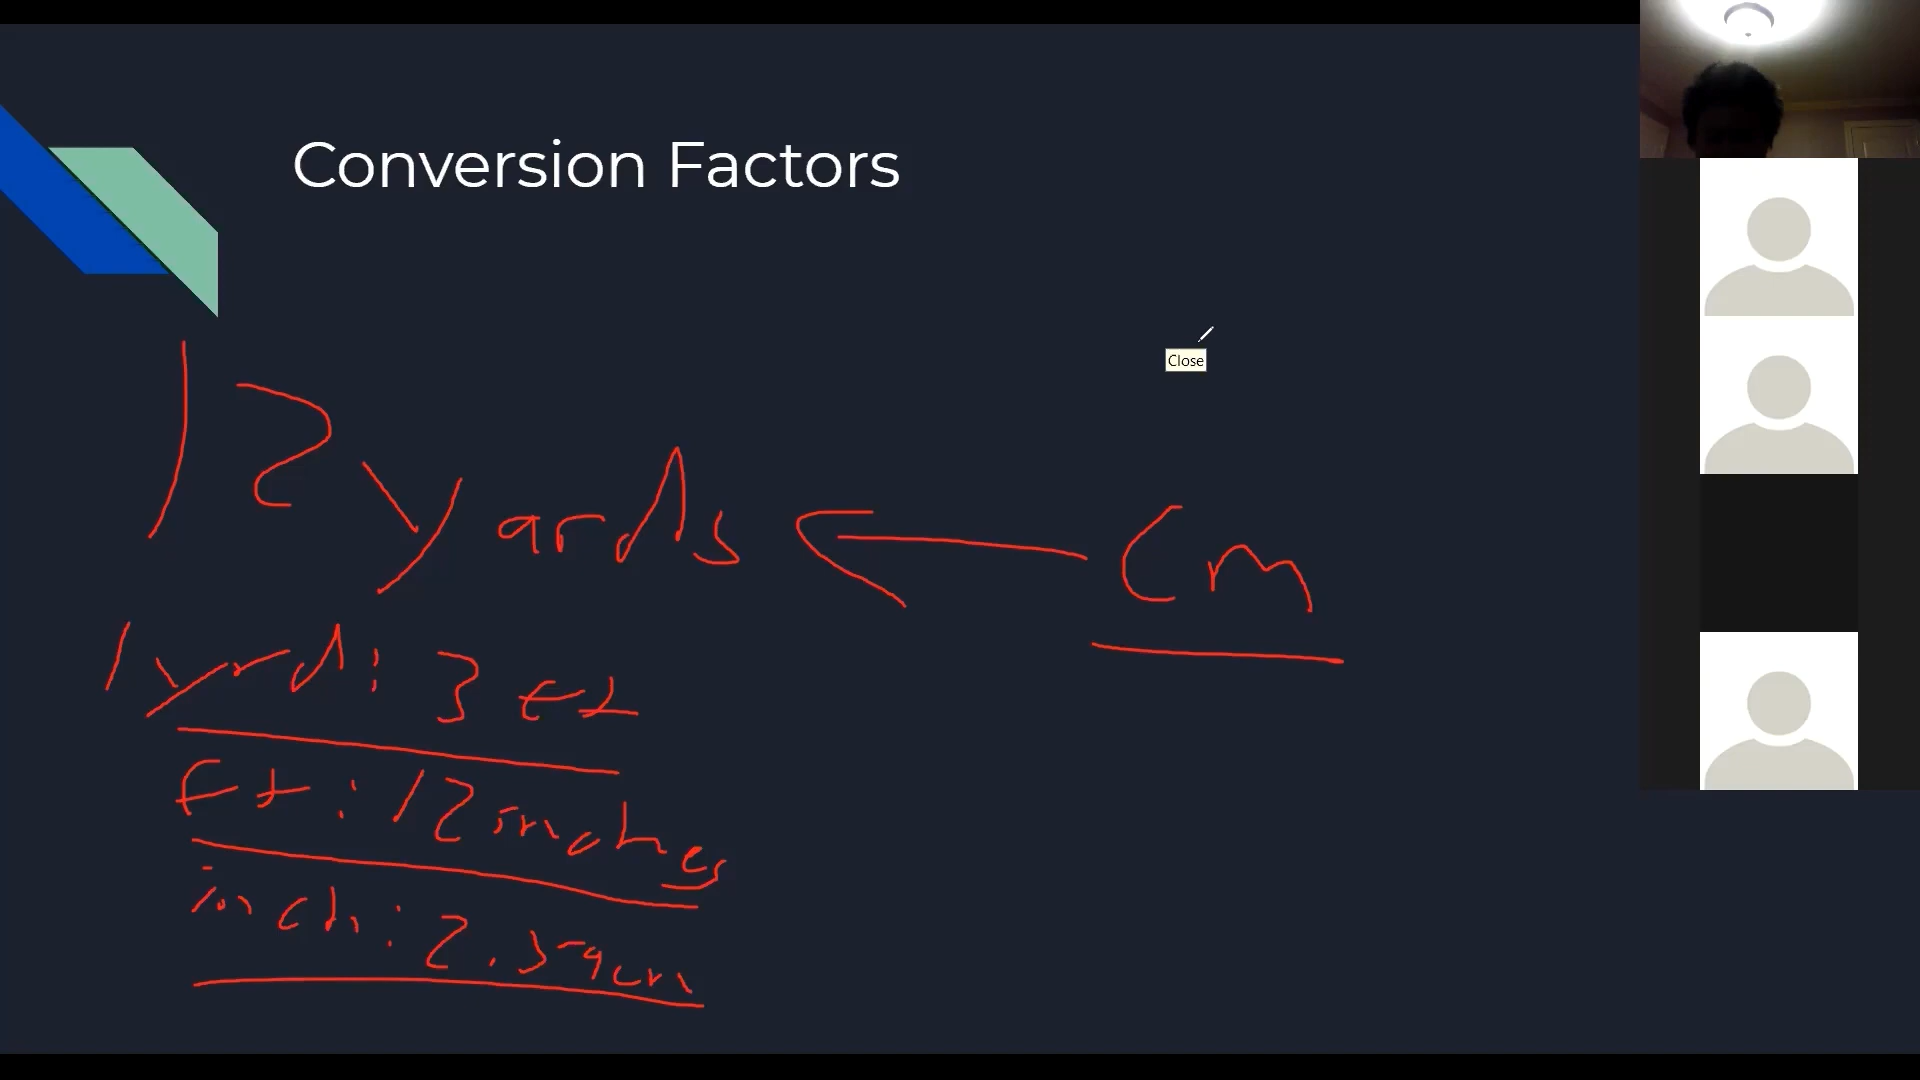 Conversion Factors
Close
12 yards ← cm
1 yrd: 3 ft
ft: 12 inches
inch: 2.54cm